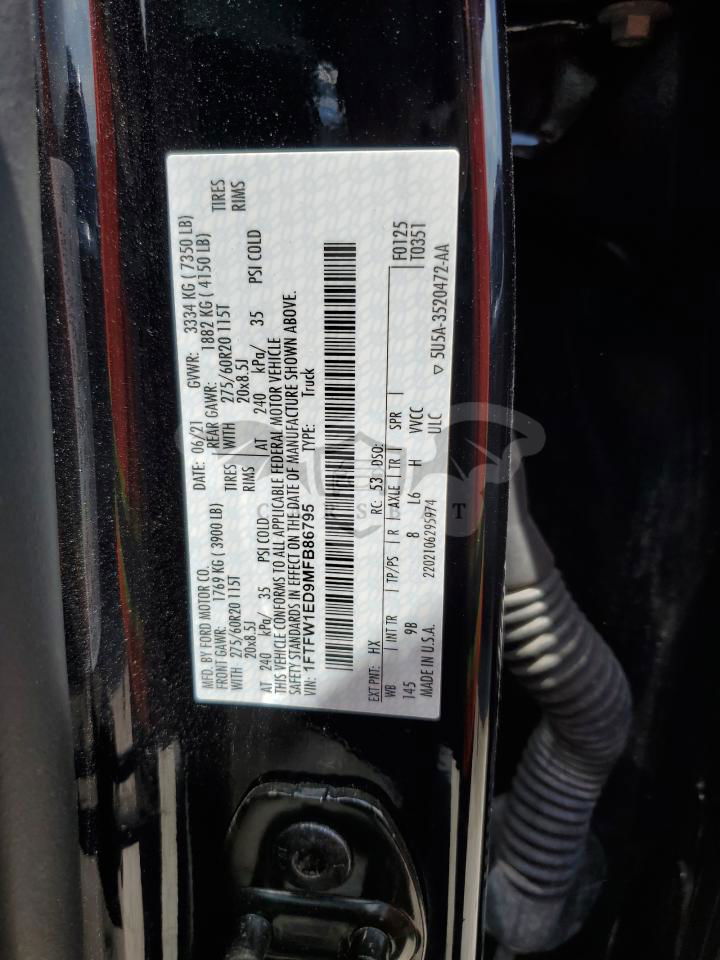 MFD. BY FORD MOTOR CO. DATE: 06/21 GVWR: 3334 KG ( 7350 LB)
FRONT GAWR: 1769 KG ( 3900 LB) REAR GAWR: 1882 KG ( 4150 LB)
WITH 275/60R20 115T TIRES WITH 275/60R20 115T TIRES
20x8.5J RIMS 20x8.5J RIMS
AT 240 kPa/ 35 PSI COLD AT 240 kPa/ 35 PSI COLD
THIS VEHICLE CONFORMS TO ALL APPLICABLE FEDERAL MOTOR VEHICLE
SAFETY STANDARDS IN EFFECT ON THE DATE OF MANUFACTURE SHOWN ABOVE.
VIN: 1FTFW1ED9MFB86795 TYPE: Truck
EXT PNT: HX RC: 53 DSO: F0125
WB INT TR TP/PS R AXLE TR SPR T0351
145 9B 8 L6 H VVCC
MADE IN U.S.A. 2202106295974 ULC ▽ 5U5A-3520472-AA